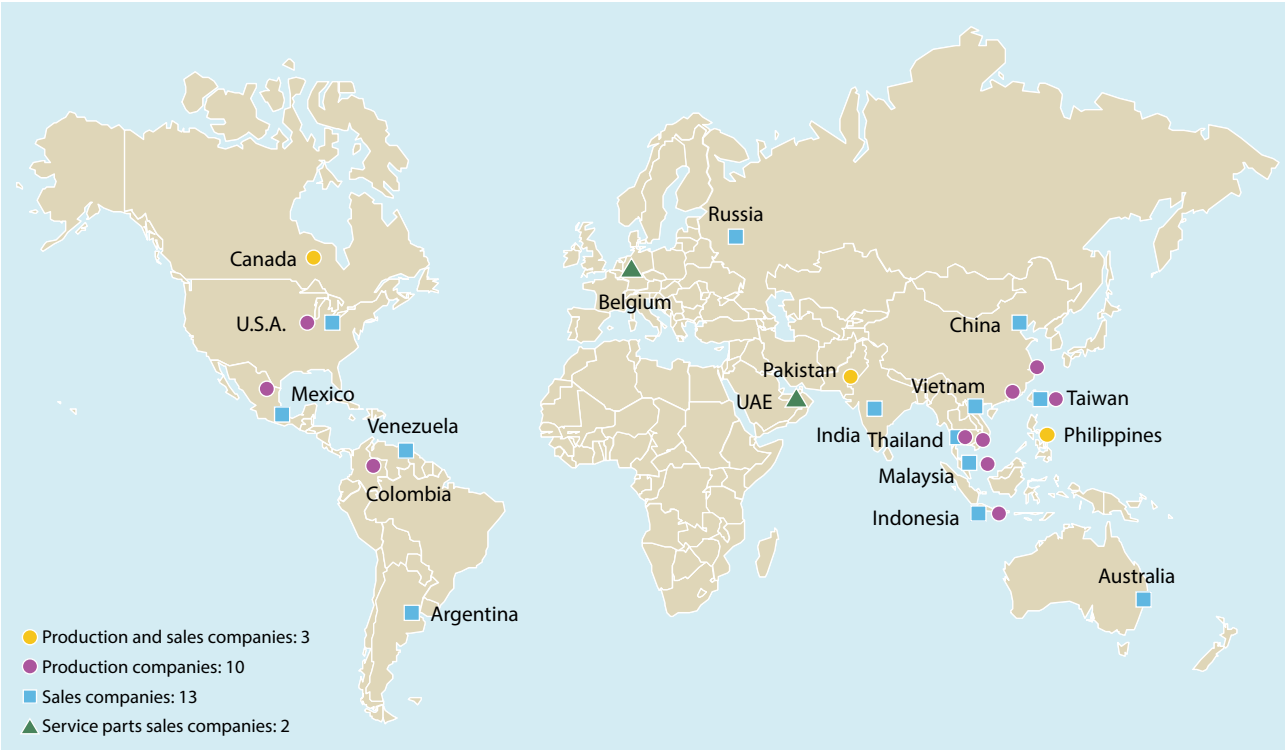 Russia
Canada
Belgium
U.S.A.
China
Pakistan
Mexico
Vietnam
UAE
Taiwan
Venezuela
India
Thailand
Philippines
Malaysia
Colombia
Indonesia
Australia
Argentina
Production and sales companies: 3
Production companies: 10
Sales companies: 13
Service parts sales companies: 2